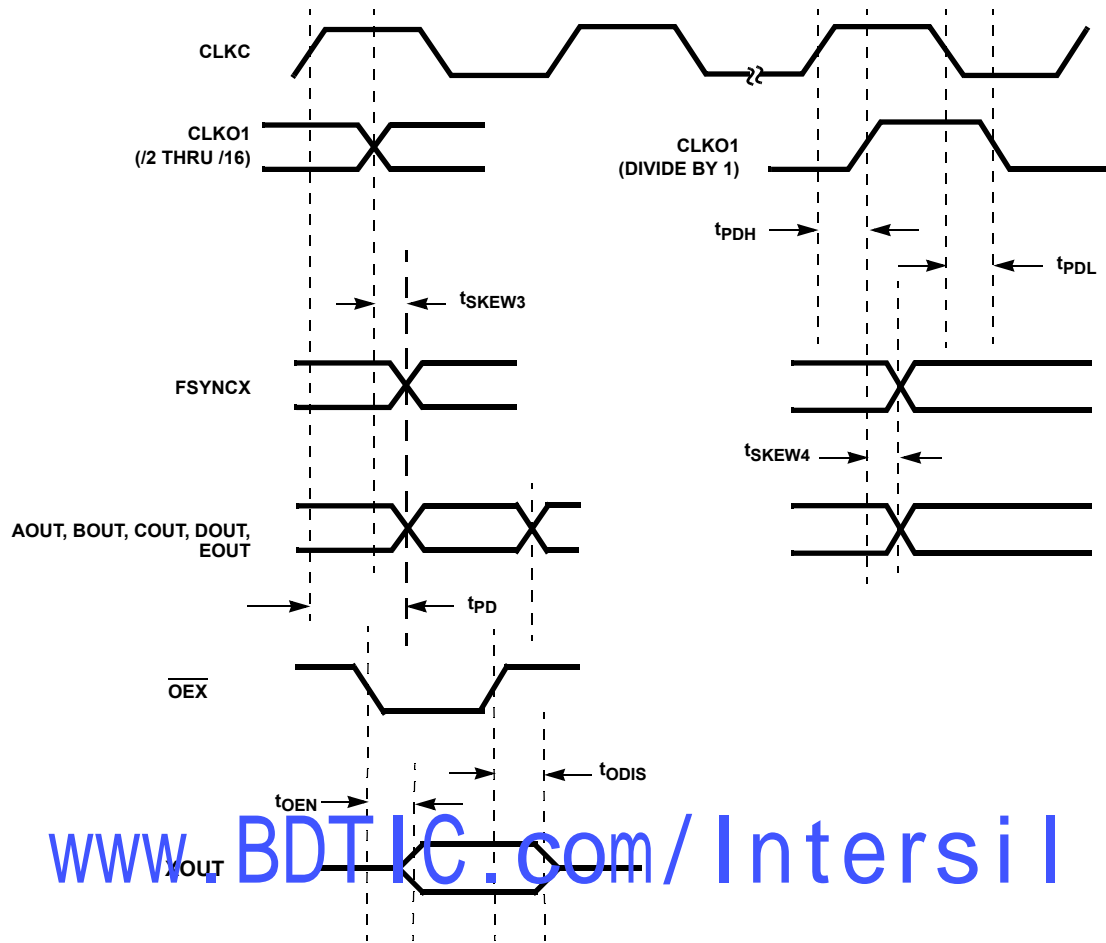 CLKC
CLKO1
(/2 THRU /16)
CLKO1
(DIVIDE BY 1)
tPDH
tPDL
tSKEW3
FSYNCX
tSKEW4
AOUT, BOUT, COUT, DOUT,
EOUT
tPD
OEX
tODIS
tOEN
www.BDTIC.com/Intersil
XOUT